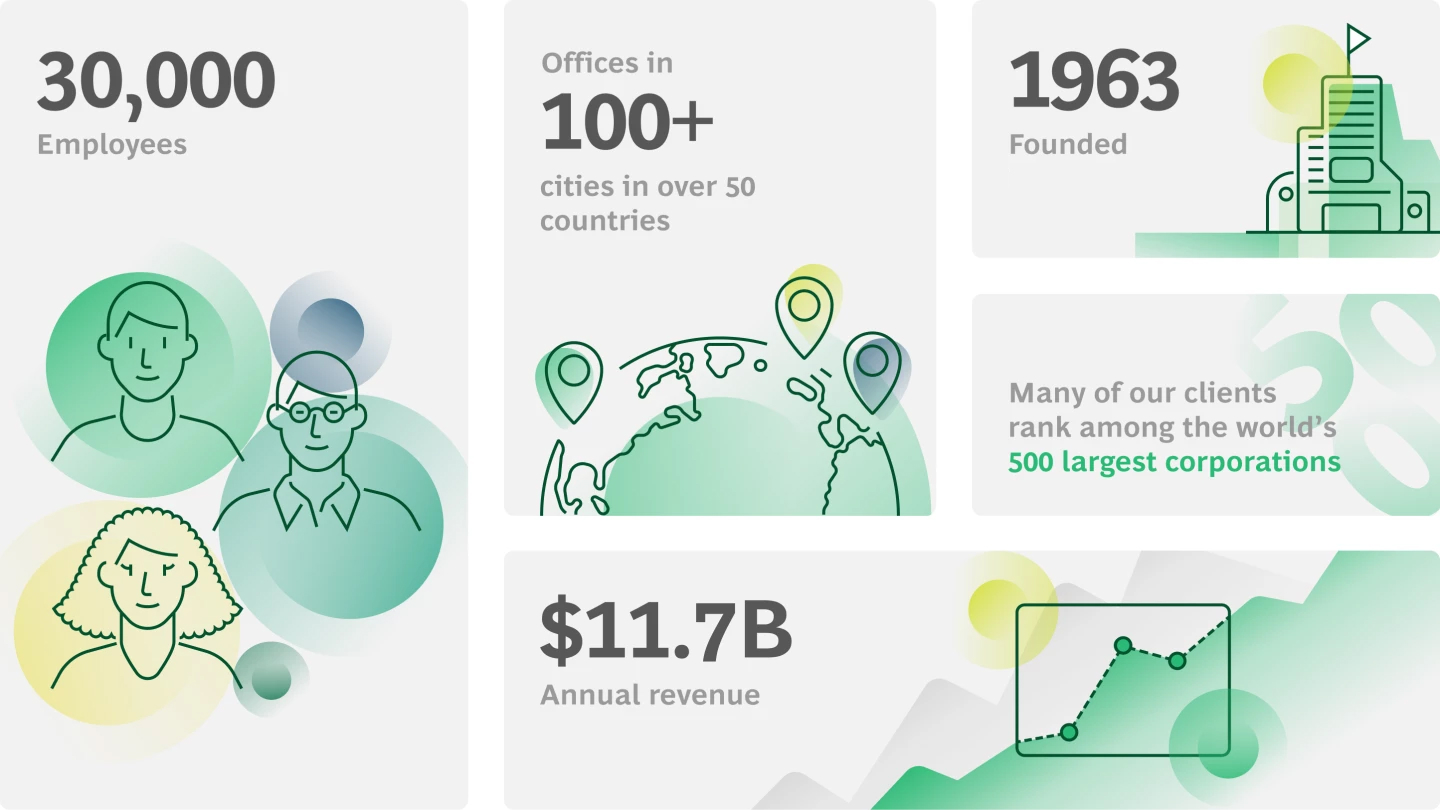 30,000
Employees
Offices in
100+
cities in over 50
countries
1963
Founded
Many of our clients
rank among the world’s
500 largest corporations
500
$11.7B
Annual revenue